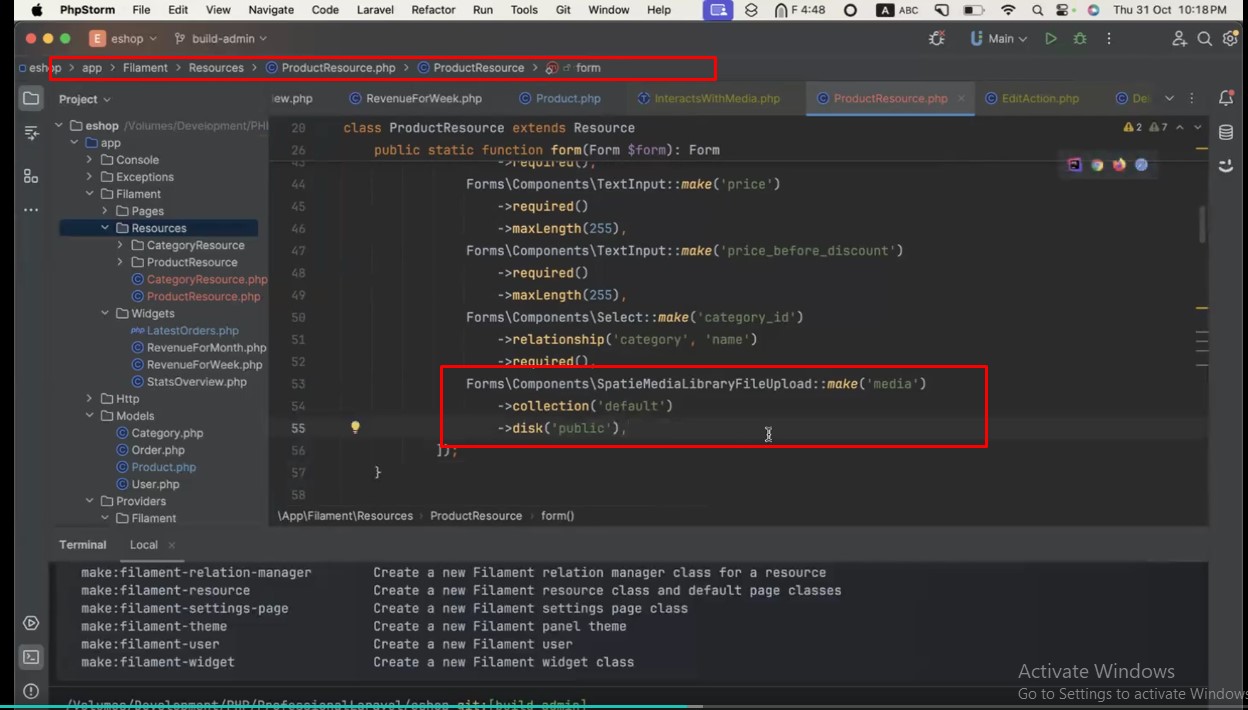 PhpStorm File Edit View Navigate Code Laravel Refactor Run Tools Git Window Help F 4:48 A ABC Thu 31 Oct 10:18 PM
E eshop build-admin Main
eshop > app > Filament > Resources > ProductResource.php > ProductResource > form
Project
iew.php RevenueForWeek.php Product.php InteractsWithMedia.php ProductResource.php × EditAction.php De
eshop /Volumes/Development/PH
app
Console
Exceptions
Filament
Pages
Resources
CategoryResource
ProductResource
CategoryResource.php
ProductResource.php
Widgets
php LatestOrders.php
RevenueForMonth.php
RevenueForWeek.php
StatsOverview.php
Http
Models
Category.php
Order.php
Product.php
User.php
Providers
Filament
2 7
20 class ProductResource extends Resource
26 public static function form(Form $form): Form
43 ->required(),
44 Forms\Components\TextInput::make('price')
45 ->required()
46 ->maxLength(255),
47 Forms\Components\TextInput::make('price_before_discount')
48 ->required()
49 ->maxLength(255),
50 Forms\Components\Select::make('category_id')
51 ->relationship('category', 'name')
52 ->required(),
53 Forms\Components\SpatieMediaLibraryFileUpload::make('media')
54 ->collection('default')
55 ->disk('public'),
56 ]);
57 }
58
\App\Filament\Resources › ProductResource › form()
Terminal Local ×
make:filament-relation-manager Create a new Filament relation manager class for a resource
make:filament-resource Create a new Filament resource class and default page classes
make:filament-settings-page Create a new Filament settings page class
make:filament-theme Create a new Filament panel theme
make:filament-user Create a new Filament user
make:filament-widget Create a new Filament widget class
/Volumes/Development/PHP/ProfessionalLaravel/eshop git:[build-admin]
Activate Windows
Go to Settings to activate Windows